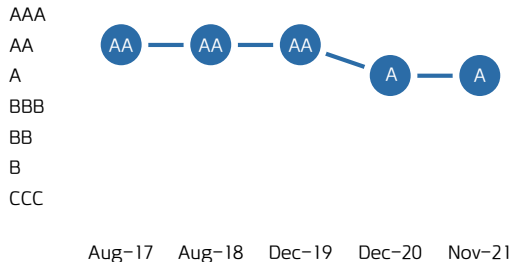 AAA
AA AA AA AA
A A A
BBB
BB
B
CCC
Aug–17 Aug–18 Dec–19 Dec–20 Nov–21